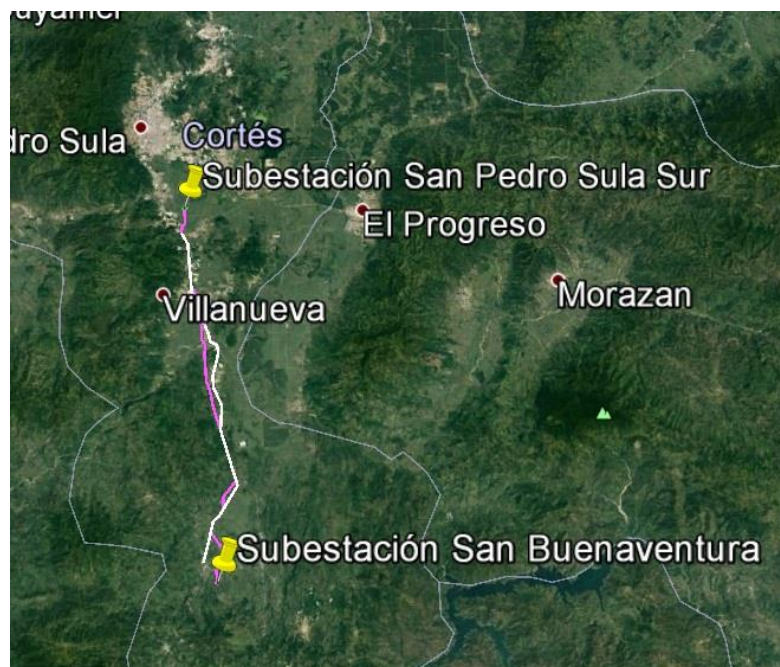 dro Sula
Cortés
Subestación San Pedro Sula Sur
El Progreso
Morazan
Villanueva
Subestación San Buenaventura